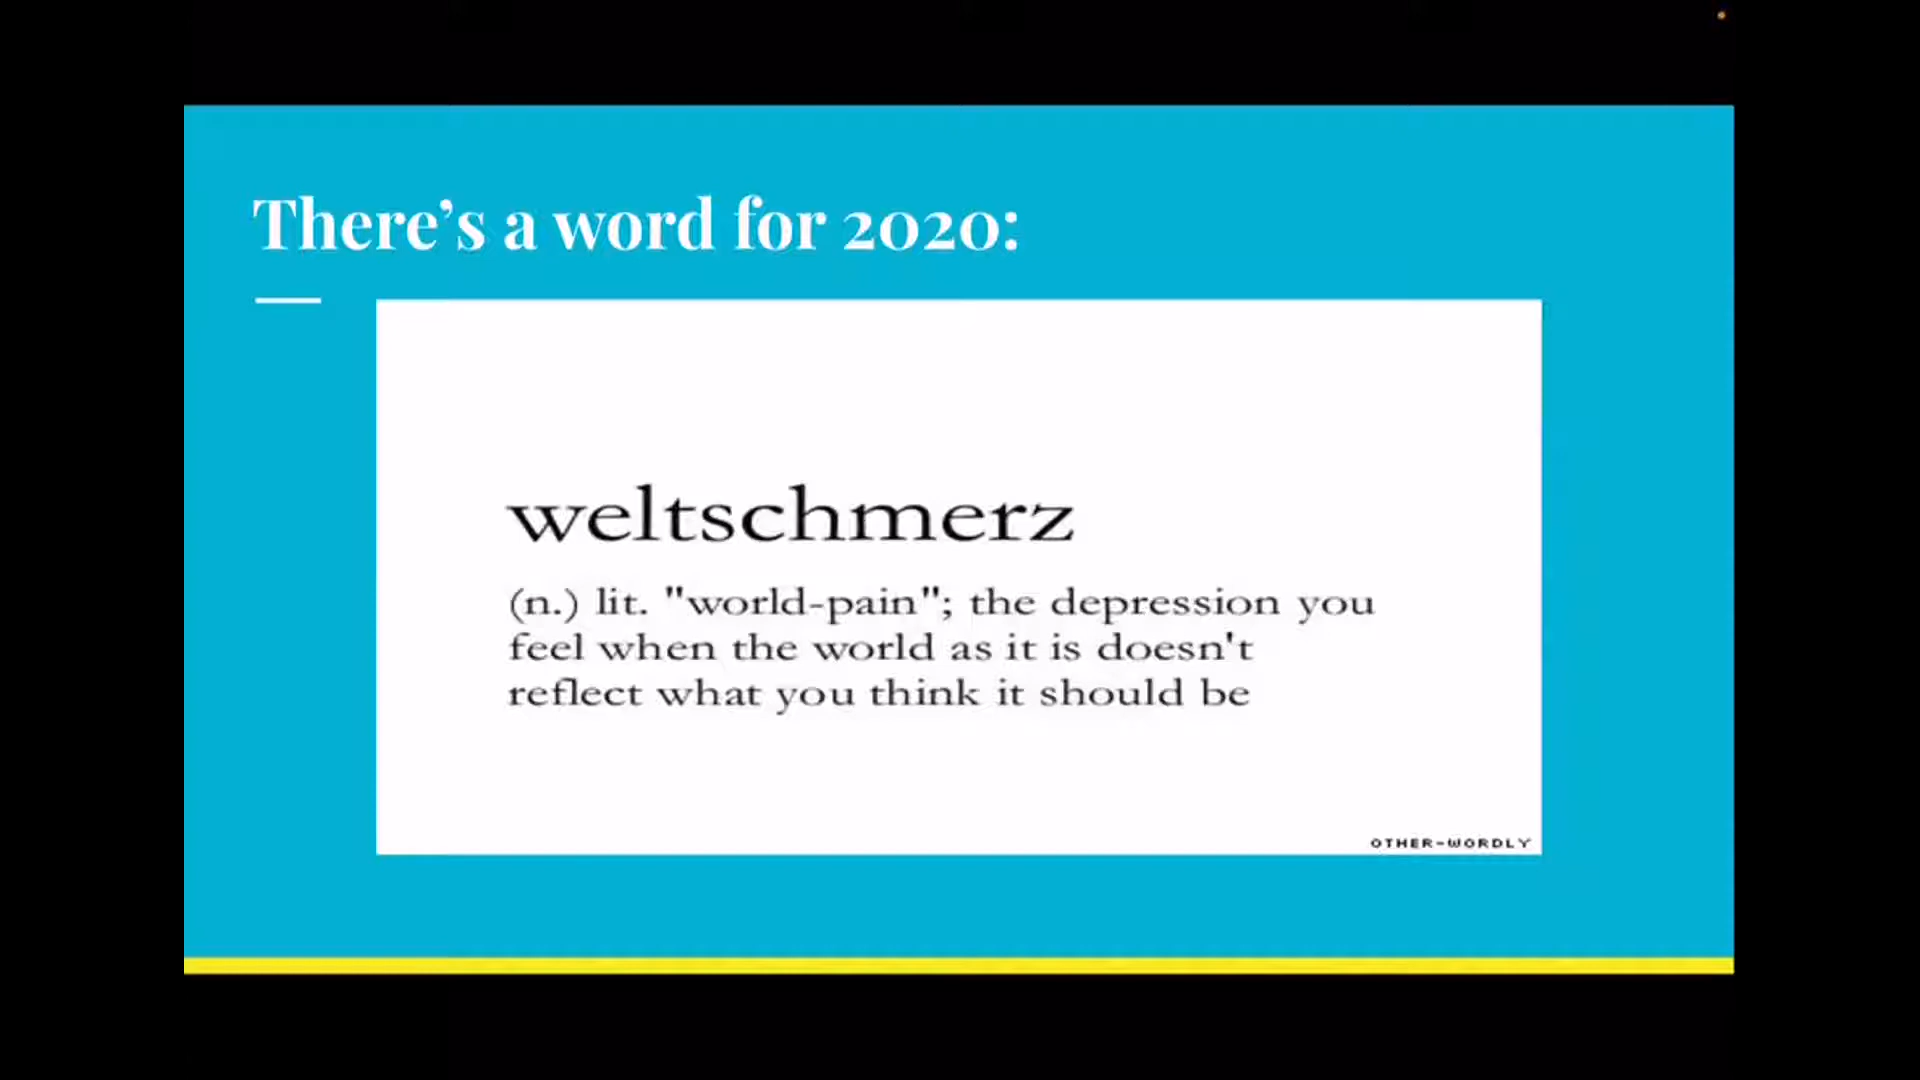 There’s a word for 2020:
weltschmerz
(n.) lit. "world-pain"; the depression you
feel when the world as it is doesn't
reflect what you think it should be
OTHER-WORDLY